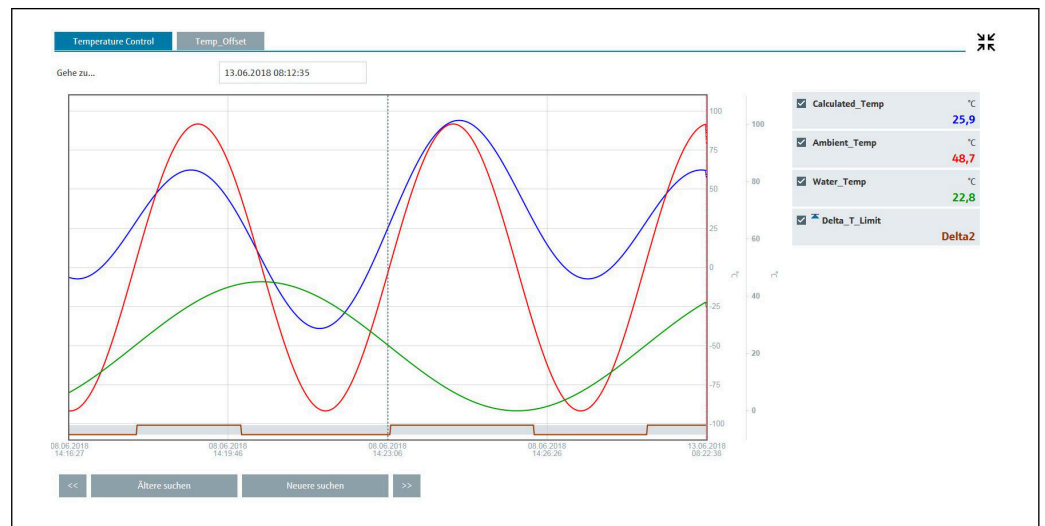 Temperature Control Temp_Offset
Gehe zu... 13.06.2018 08:12:35
Calculated_Temp °C
25,9
Ambient_Temp °C
48,7
Water_Temp °C
22,8
Delta_T_Limit
Delta2
100
75
50
25
0
-25
-50
-75
-100
°C
100
80
60
40
20
0
°C
08.06.2018
14:16:27
08.06.2018
14:19:46
08.06.2018
14:23:06
08.06.2018
14:26:26
13.06.2018
08:22:38
<< Ältere suchen Neuere suchen >>